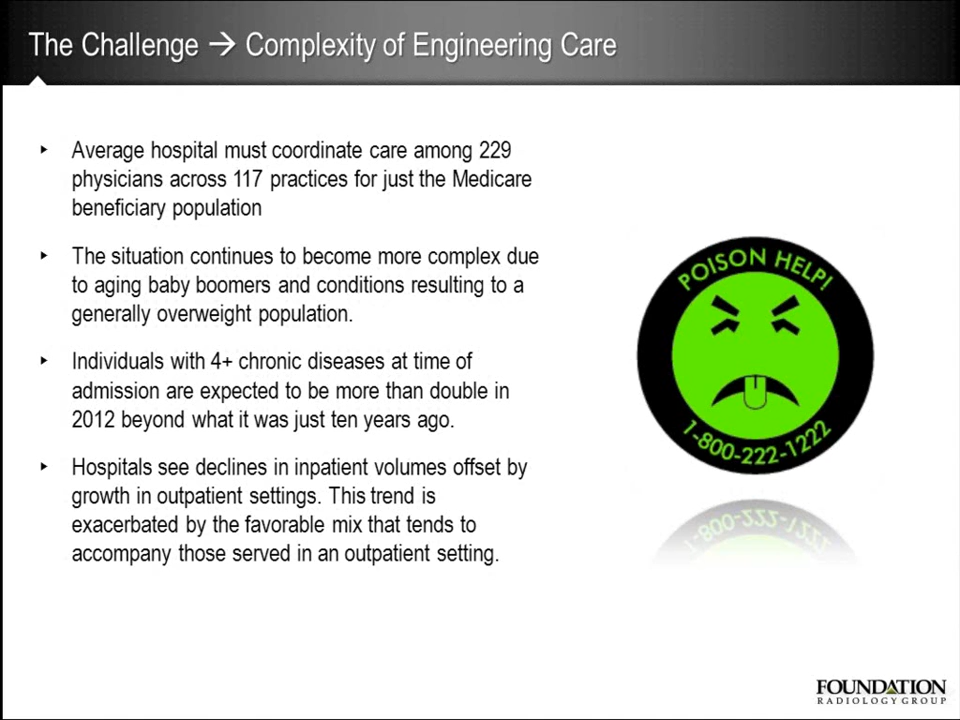 The Challenge → Complexity of Engineering Care
‣ Average hospital must coordinate care among 229
physicians across 117 practices for just the Medicare
beneficiary population
‣ The situation continues to become more complex due
to aging baby boomers and conditions resulting to a
generally overweight population.
‣ Individuals with 4+ chronic diseases at time of
admission are expected to be more than double in
2012 beyond what it was just ten years ago.
‣ Hospitals see declines in inpatient volumes offset by
growth in outpatient settings. This trend is
exacerbated by the favorable mix that tends to
accompany those served in an outpatient setting.
POISON HELP!
1-800-222-1222
1-800-222-1222
FOUNDATION
RADIOLOGY GROUP